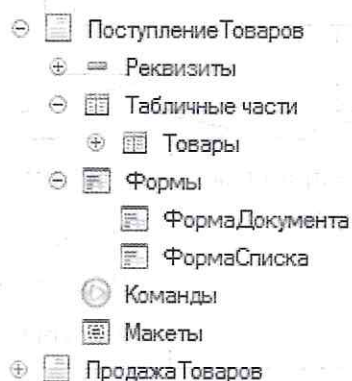 ПоступлениеТоваров
Реквизиты
Табличные части
Товары
Формы
ФормаДокумента
ФормаСписка
Команды
Макеты
ПродажаТоваров